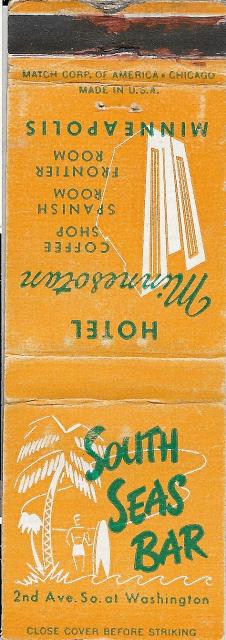 MATCH CORP. OF AMERICA • CHICAGO
MADE IN U.S.A.
HOTEL
Minnesotan
COFFEE
SHOP
SPANISH
ROOM
FRONTIER
ROOM
MINNEAPOLIS
SOUTH
SEAS
BAR
2nd Ave. So. at Washington
CLOSE COVER BEFORE STRIKING